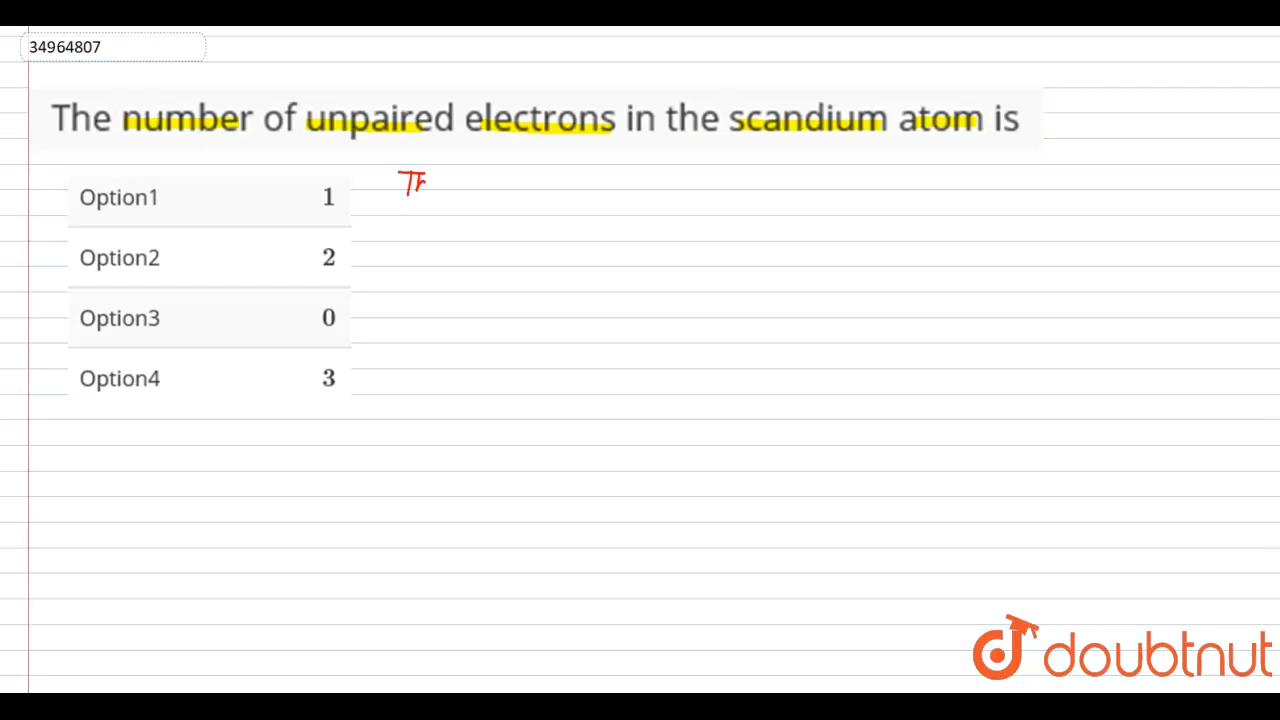 34964807
The number of unpaired electrons in the scandium atom is
Option1 1
Option2 2
Option3 0
Option4 3
doubtnut